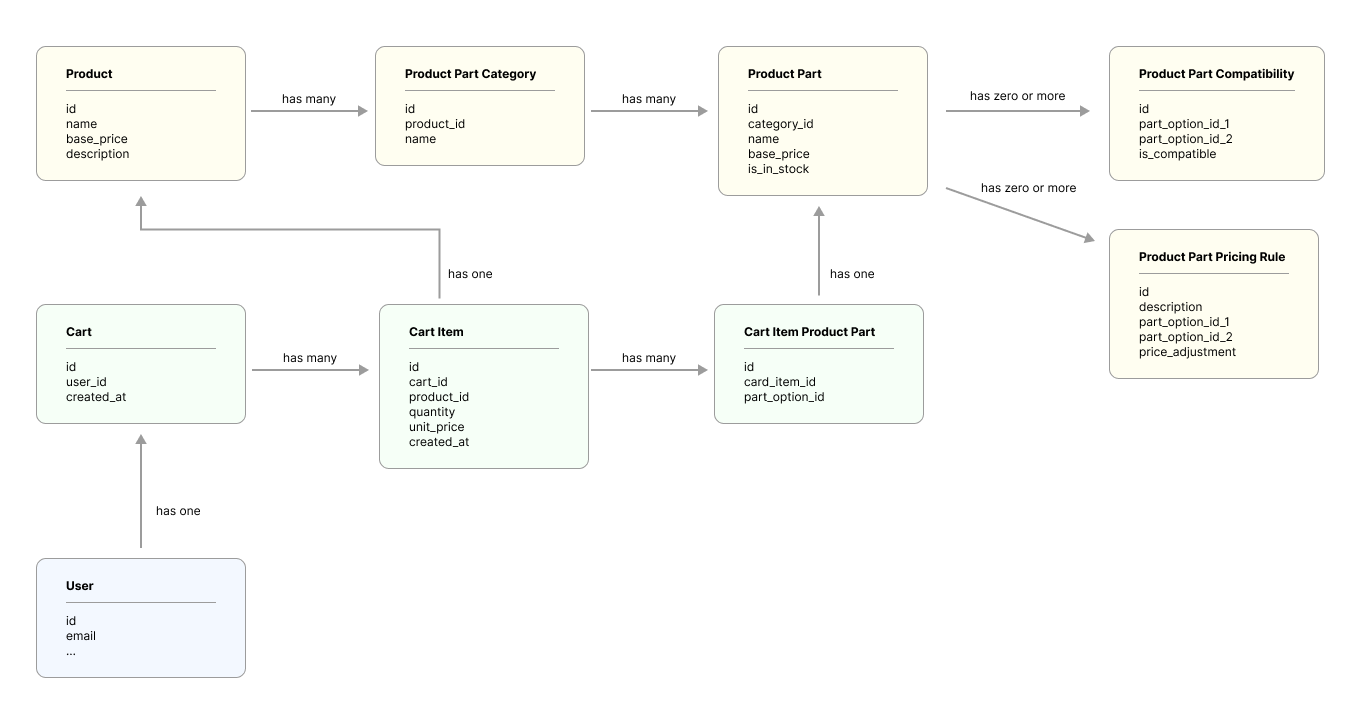 Product
id
name
base_price
description
has many
Product Part Category
id
product_id
name
has many
Product Part
id
category_id
name
base_price
is_in_stock
has zero or more
Product Part Compatibility
id
part_option_id_1
part_option_id_2
is_compatible
has zero or more
Product Part Pricing Rule
id
description
part_option_id_1
part_option_id_2
price_adjustment
has one
has one
Cart
id
user_id
created_at
has many
Cart Item
id
cart_id
product_id
quantity
unit_price
created_at
has many
Cart Item Product Part
id
card_item_id
part_option_id
has one
User
id
email
...